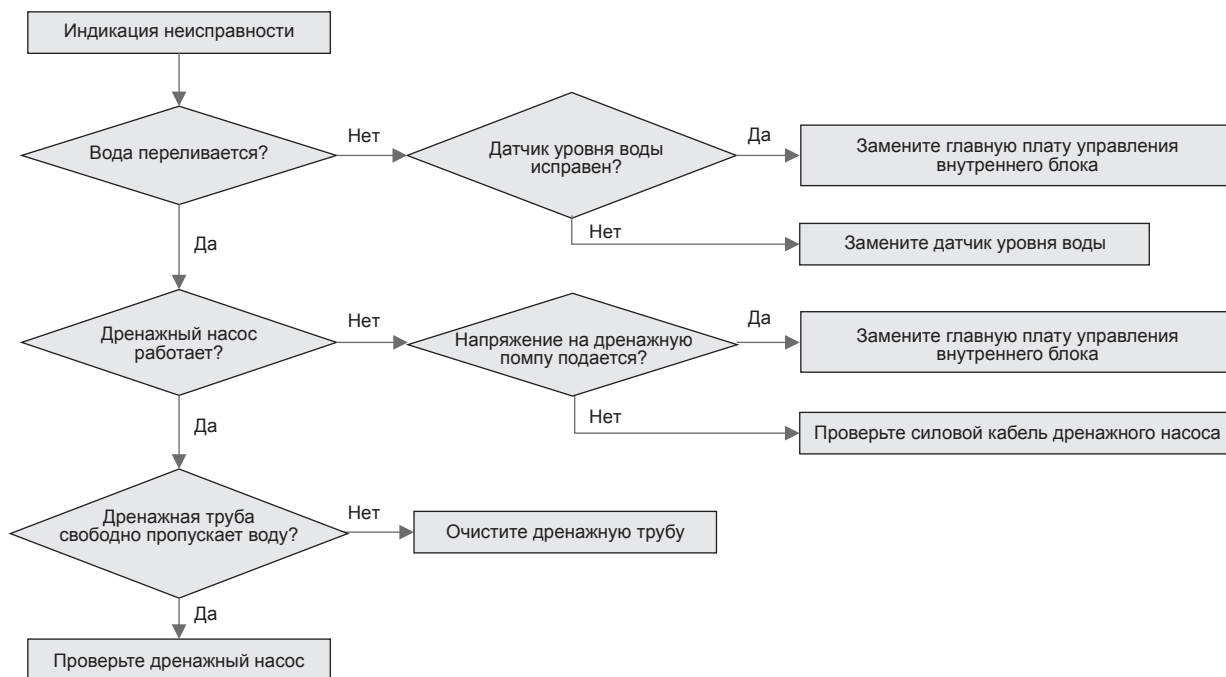 Индикация неисправности
Вода переливается?
Нет
Датчик уровня воды
исправен?
Да
Замените главную плату управления
внутреннего блока
Нет
Замените датчик уровня воды
Да
Дренажный насос
работает?
Нет
Напряжение на дренажную
помпу подается?
Да
Замените главную плату управления
внутреннего блока
Нет
Проверьте силовой кабель дренажного насоса
Да
Дренажная труба
свободно пропускает воду?
Нет
Очистите дренажную трубу
Да
Проверьте дренажный насос